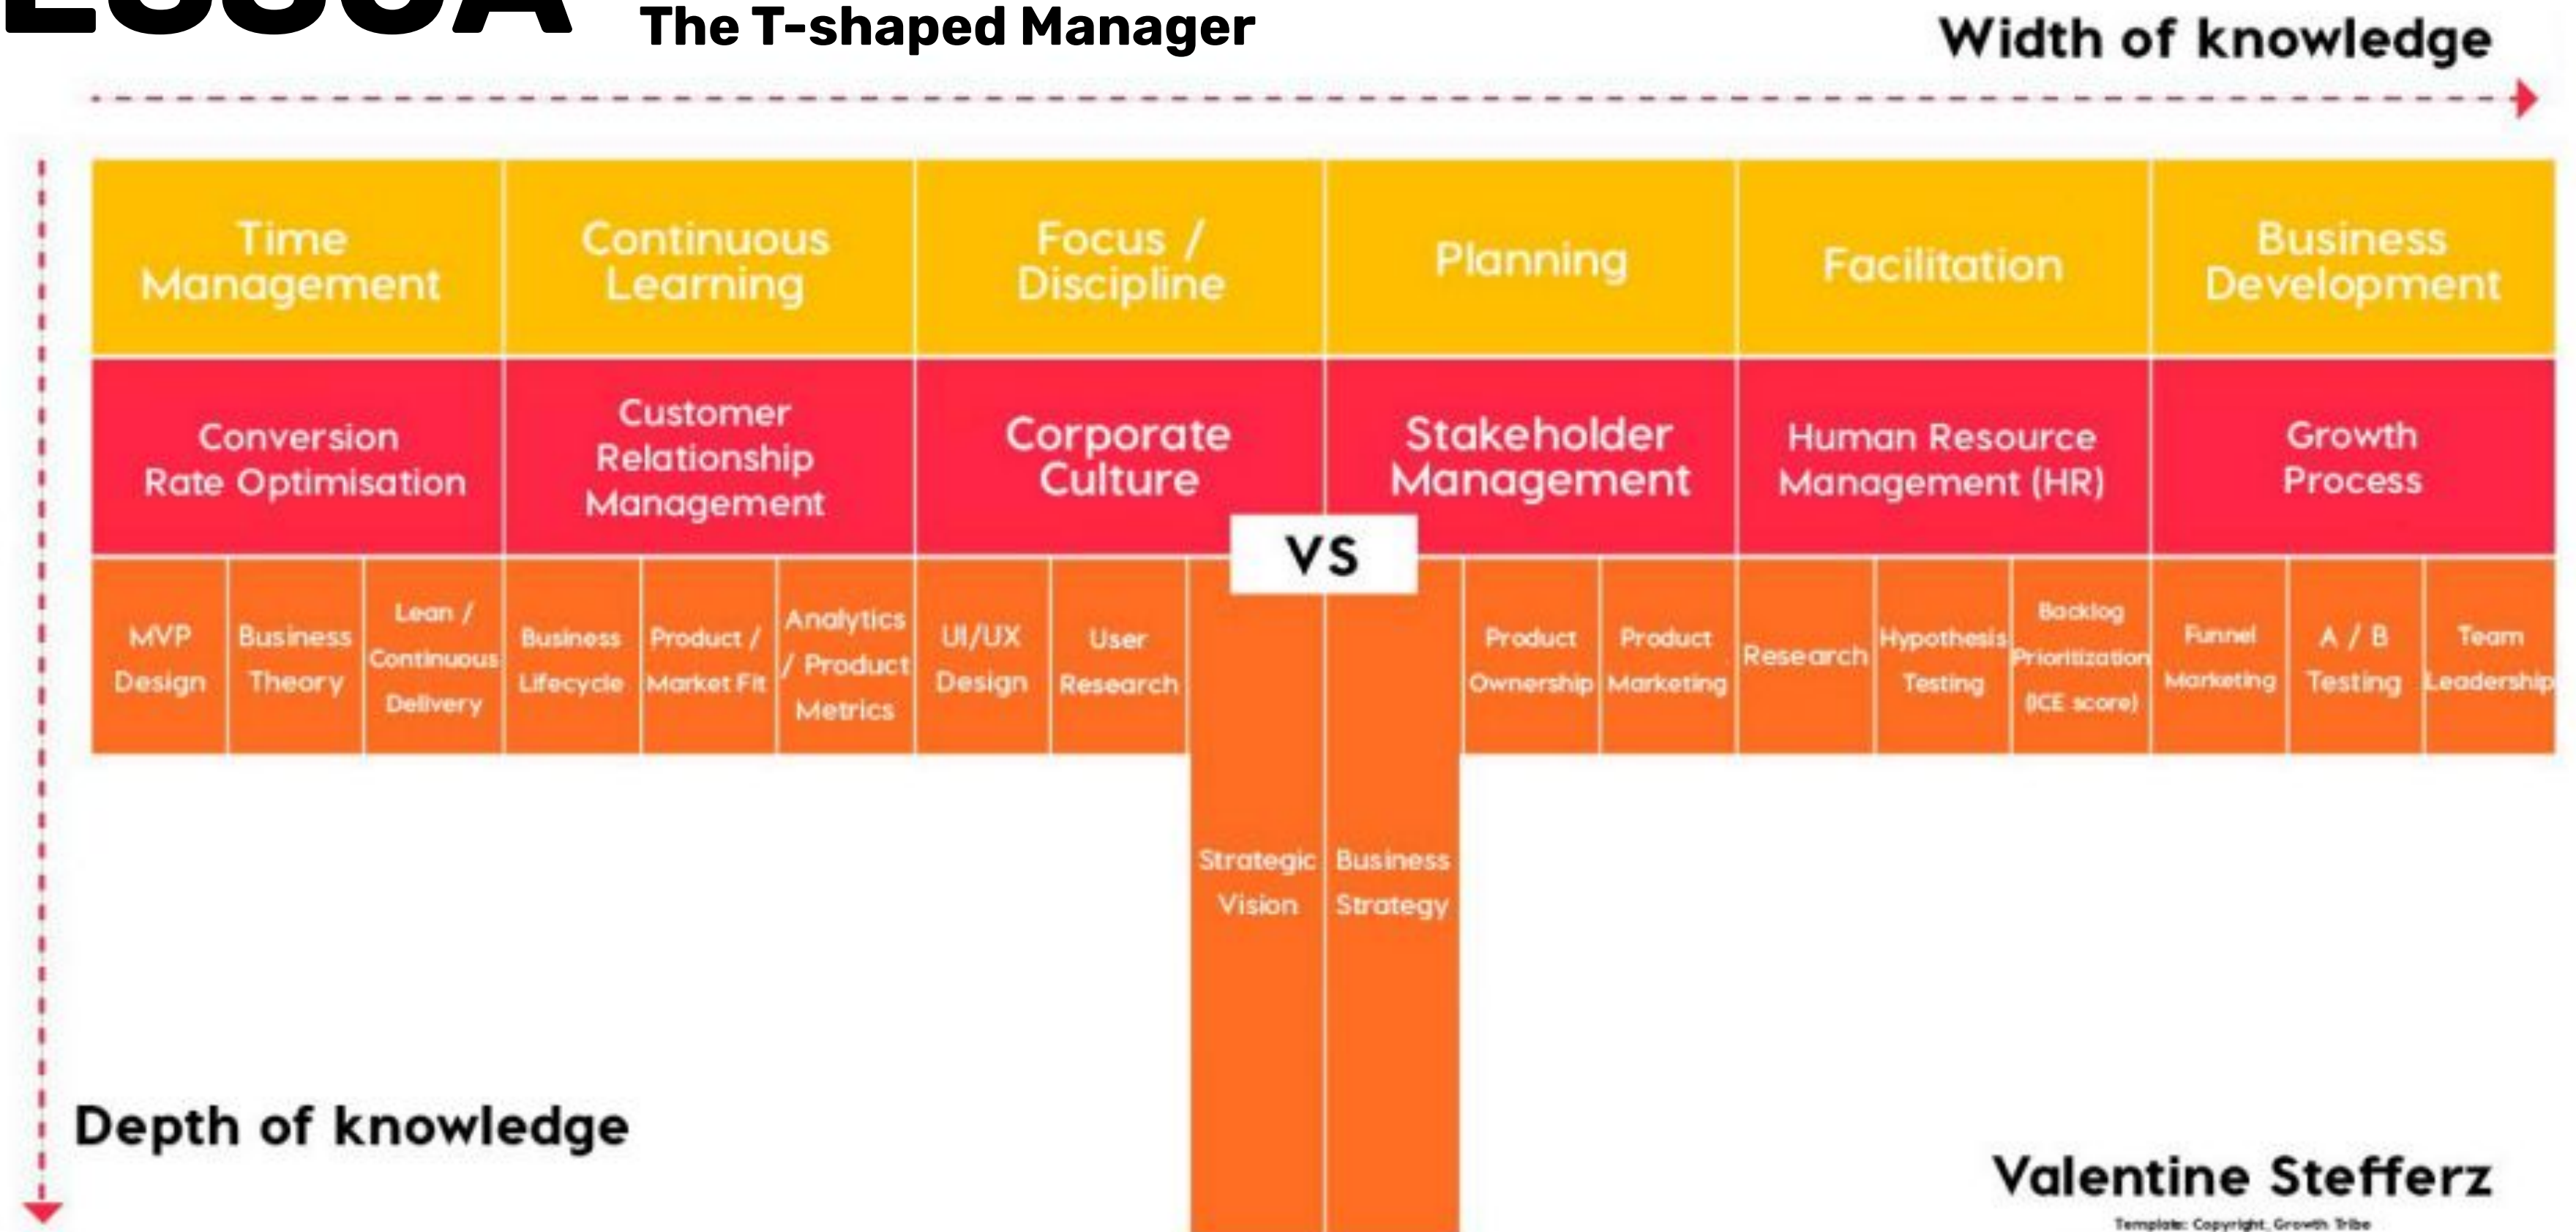 The T-shaped Manager
Width of knowledge
Time
Management
Continuous
Learning
Focus /
Discipline
Planning
Facilitation
Business
Development
Conversion
Rate Optimisation
Customer
Relationship
Management
Corporate
Culture
Stakeholder
Management
Human Resource
Management (HR)
Growth
Process
VS
MVP
Design
Business
Theory
Lean /
Continuous
Delivery
Business
Lifecycle
Product /
Market Fit
Analytics
/ Product
Metrics
UI/UX
Design
User
Research
Strategic
Vision
Business
Strategy
Product
Ownership
Product
Marketing
Research
Hypothesis
Testing
Backlog
Prioritization
(ICE score)
Funnel
Marketing
A / B
Testing
Team
Leadership
Depth of knowledge
Valentine Stefferz
Template: Copyright, Growth Tribe